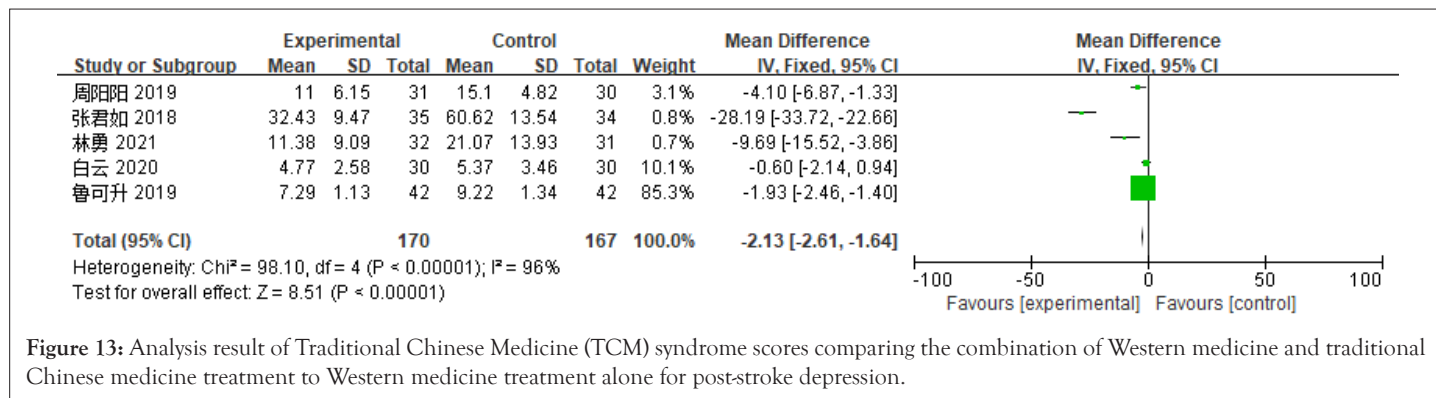 Experimental Control Mean Difference Mean Difference
Study or Subgroup Mean SD Total Mean SD Total Weight IV, Fixed, 95% CI IV, Fixed, 95% CI
周阳阳 2019 11 6.15 31 15.1 4.82 30 3.1% -4.10 [-6.87, -1.33]
张君如 2018 32.43 9.47 35 60.62 13.54 34 0.8% -28.19 [-33.72, -22.66]
林勇 2021 11.38 9.09 32 21.07 13.93 31 0.7% -9.69 [-15.52, -3.86]
白云 2020 4.77 2.58 30 5.37 3.46 30 10.1% -0.60 [-2.14, 0.94]
鲁可升 2019 7.29 1.13 42 9.22 1.34 42 85.3% -1.93 [-2.46, -1.40]
Total (95% CI) 170 167 100.0% -2.13 [-2.61, -1.64]
Heterogeneity: Chi² = 98.10, df = 4 (P < 0.00001); I² = 96%
Test for overall effect: Z = 8.51 (P < 0.00001)
-100 -50 0 50 100
Favours [experimental] Favours [control]
Figure 13: Analysis result of Traditional Chinese Medicine (TCM) syndrome scores comparing the combination of Western medicine and traditional
Chinese medicine treatment to Western medicine treatment alone for post-stroke depression.